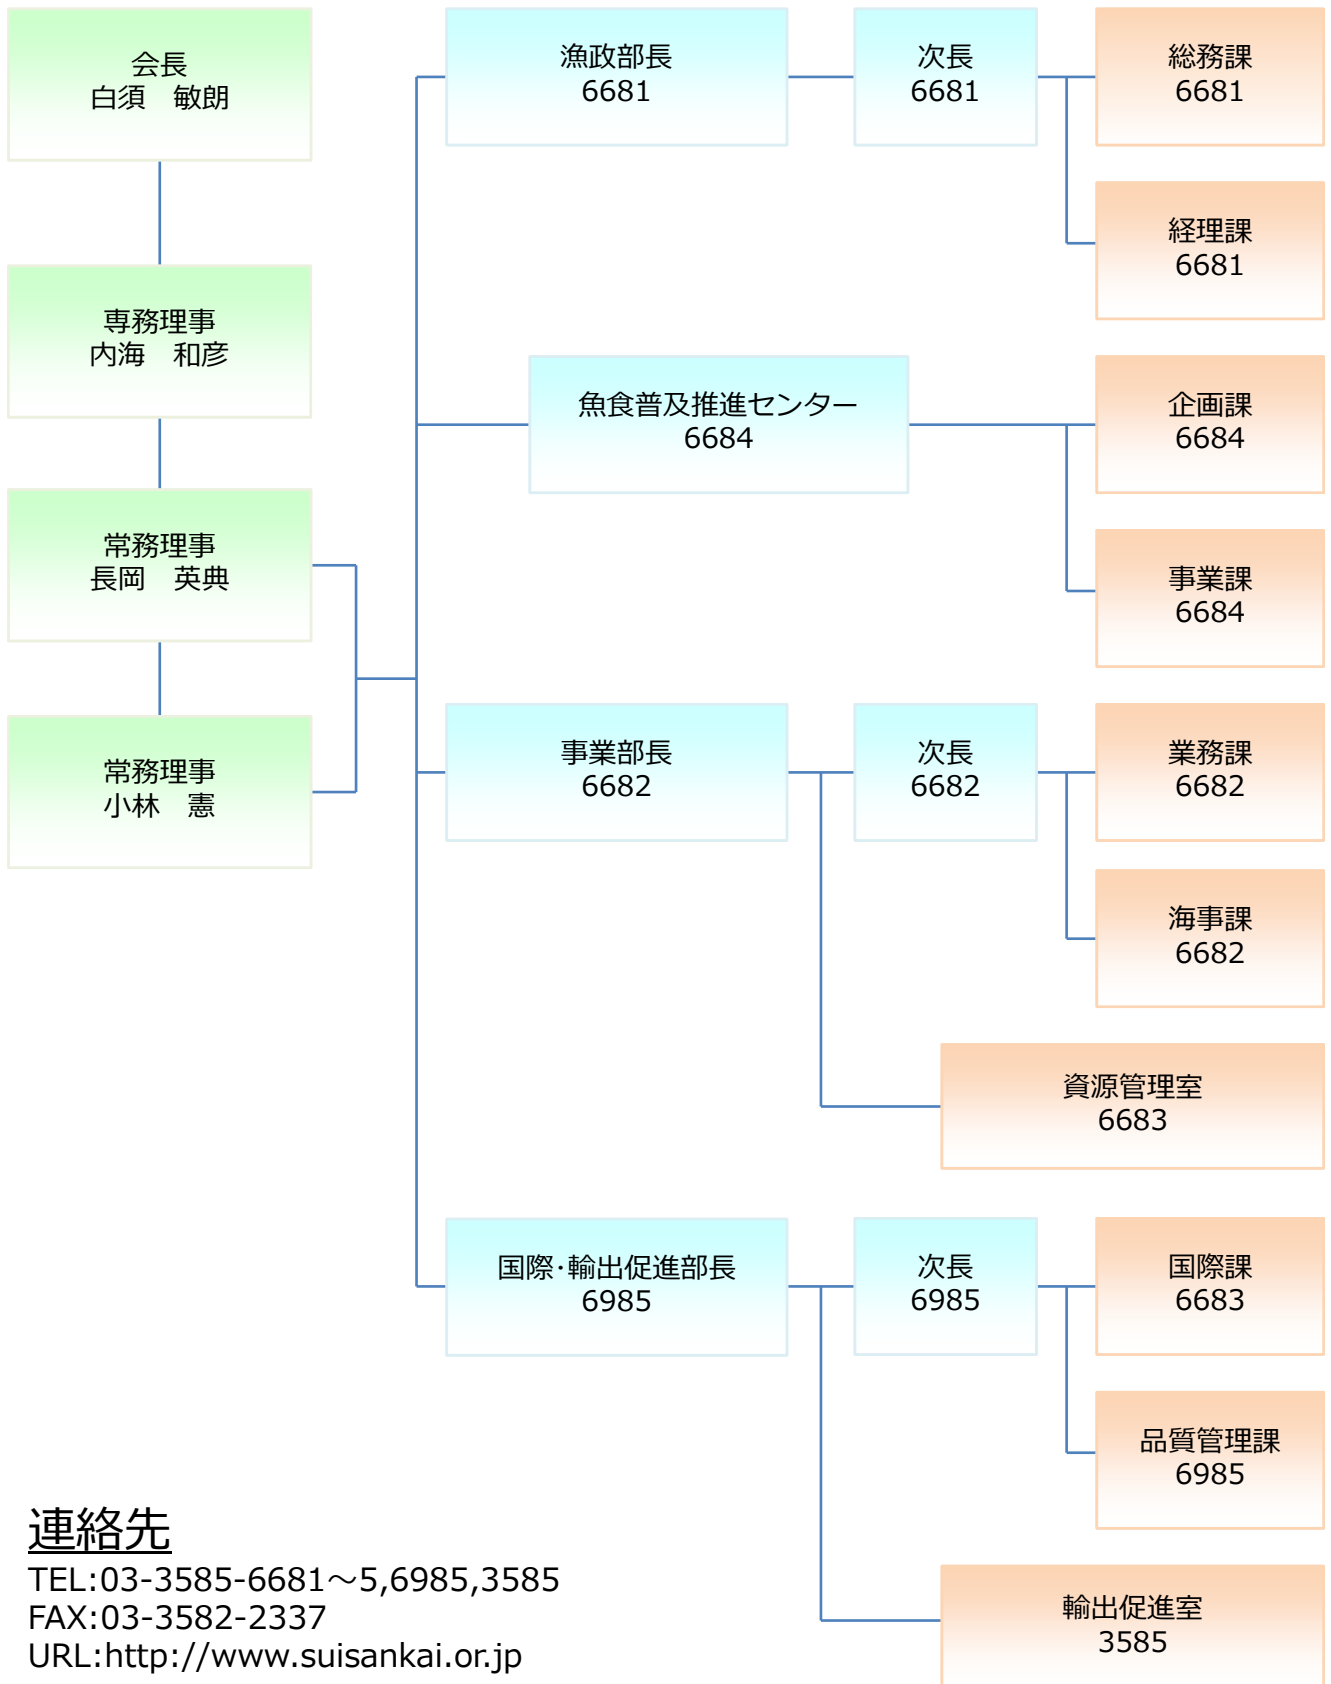 会長
白須　敏朗
専務理事
内海　和彦
常務理事
長岡　英典
常務理事
小林　憲
漁政部長
6681
次長
6681
総務課
6681
経理課
6681
魚食普及推進センター
6684
企画課
6684
事業課
6684
事業部長
6682
次長
6682
業務課
6682
海事課
6682
資源管理室
6683
国際・輸出促進部長
6985
次長
6985
国際課
6683
品質管理課
6985
輸出促進室
3585
連絡先
TEL:03-3585-6681～5,6985,3585
FAX:03-3582-2337
URL:http://www.suisankai.or.jp